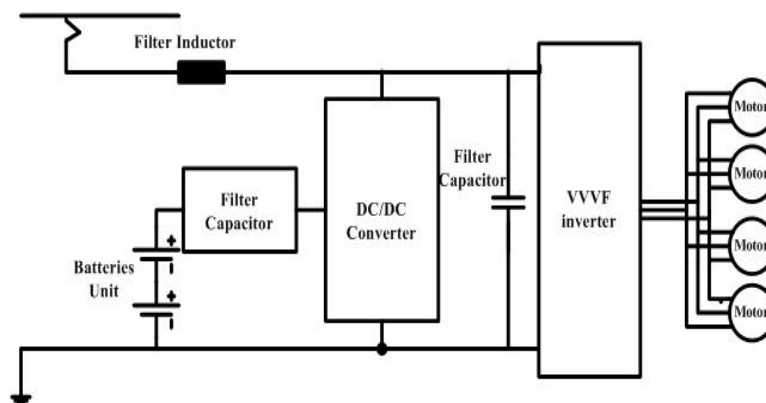 Filter Inductor
Filter
Capacitor
DC/DC
Converter
Filter
Capacitor
VVVF
inverter
Batteries
Unit
Motor
Motor
Motor
Motor